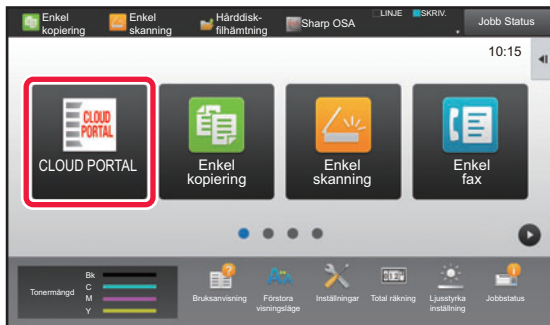 Enkel kopiering
Enkel skanning
Hårddisk-filhämtning
Sharp OSA
LINJE
SKRIV.
Jobb Status
10:15
CLOUD PORTAL
CLOUD PORTAL
Enkel kopiering
Enkel skanning
Enkel fax
Tonermängd
Bk
C
M
Y
Bruksanvisning
Förstora visningsläge
Inställningar
Total räkning
Ljusstyrka inställning
Jobbstatus